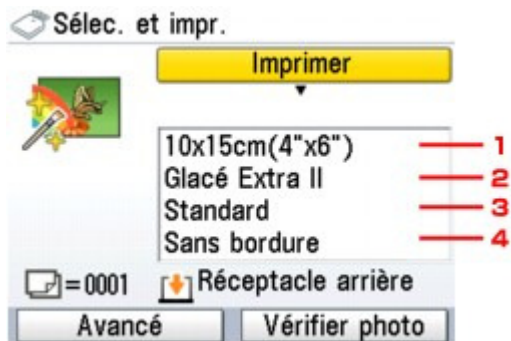 Sélec. et impr.
Imprimer
10x15cm(4"x6") 1
Glacé Extra II 2
Standard 3
Sans bordure 4
=0001 Réceptacle arrière
Avancé Vérifier photo